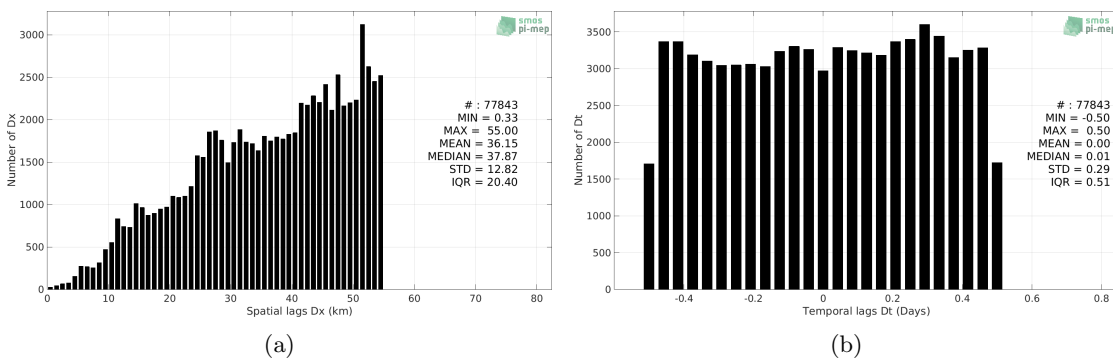 smos
pi-mep
3000
2500
2000
1500
1000
500
0
Number of Dx
# : 77843
MIN = 0.33
MAX = 55.00
MEAN = 36.15
MEDIAN = 37.87
STD = 12.82
IQR = 20.40
0 10 20 30 40 50 60 70 80
Spatial lags Dx (km)
(a)
smos
pi-mep
3500
3000
2500
2000
1500
1000
500
0
Number of Dt
# : 77843
MIN = -0.50
MAX = 0.50
MEAN = 0.00
MEDIAN = 0.01
STD = 0.29
IQR = 0.51
-0.4 -0.2 0 0.2 0.4 0.6 0.8
Temporal lags Dt (Days)
(b)